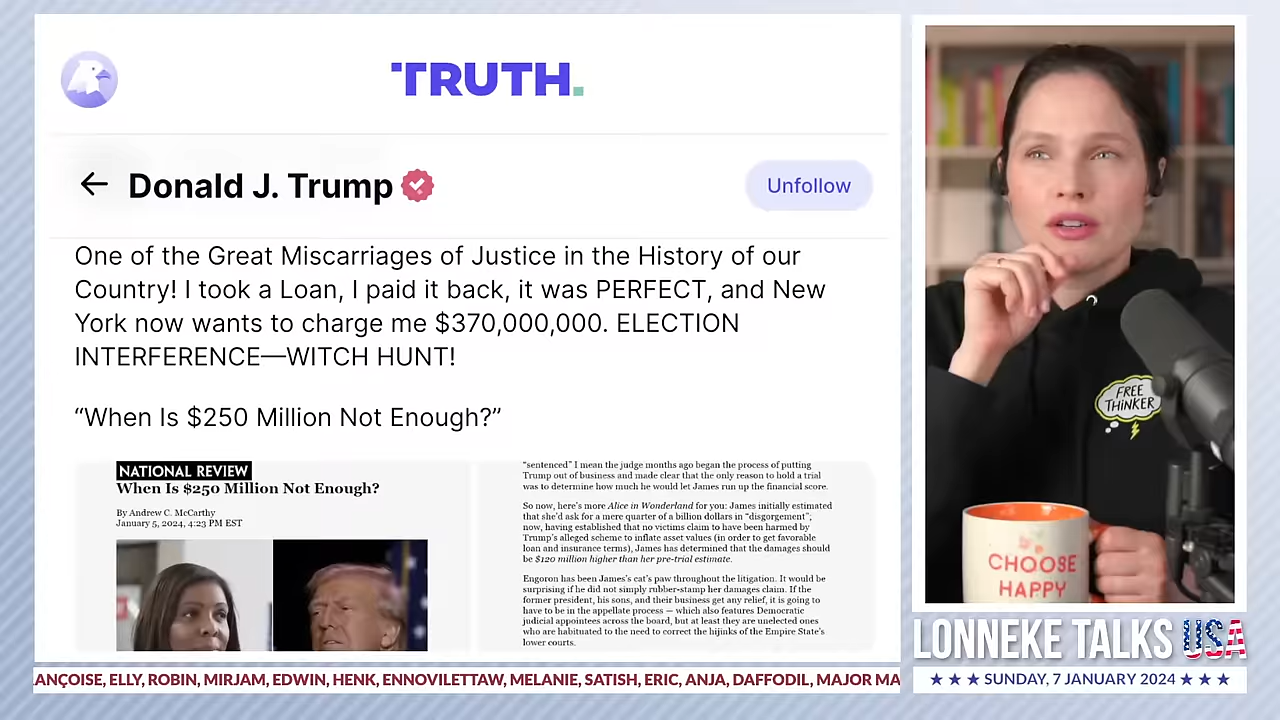 TRUTH.
Donald J. Trump
Unfollow
One of the Great Miscarriages of Justice in the History of our
Country! I took a Loan, I paid it back, it was PERFECT, and New
York now wants to charge me $370,000,000. ELECTION
INTERFERENCE—WITCH HUNT!
“When Is $250 Million Not Enough?”
NATIONAL REVIEW
When Is $250 Million Not Enough?
By Andrew C. McCarthy
January 5, 2024, 4:23 PM EST
“sentenced” I mean the judge months ago began the process of putting
Trump out of business and made clear that the only reason to hold a trial
was to determine how much he would let James run up the financial score.
So now, here’s more Alice in Wonderland for you: James initially estimated
that she’d ask for a mere quarter of a billion dollars in “disgorgement”;
now, having established that no victims claim to have been harmed by
Trump’s alleged scheme to inflate asset values (in order to get favorable
loan and insurance terms), James has determined that the damages should
be $120 million higher than her pre-trial estimate.
Engoron has been James’s cat’s paw throughout the litigation. It would be
surprising if he did not simply rubber-stamp her damages claim. If the
former president, his sons, and their business get any relief, it is going to
have to be in the appellate process — which also features Democratic
judicial appointees across the board, but at least they are unelected ones
who are habituated to the need to correct the hijinks of the Empire State’s
lower courts.
FREE
THINKER
CHOOSE
HAPPY
LONNEKE TALKS USA
SUNDAY, 7 JANUARY 2024
ANÇOISE, ELLY, ROBIN, MIRJAM, EDWIN, HENK, ENNOVILETTAW, MELANIE, SATISH, ERIC, ANJA, DAFFODIL, MAJOR MA